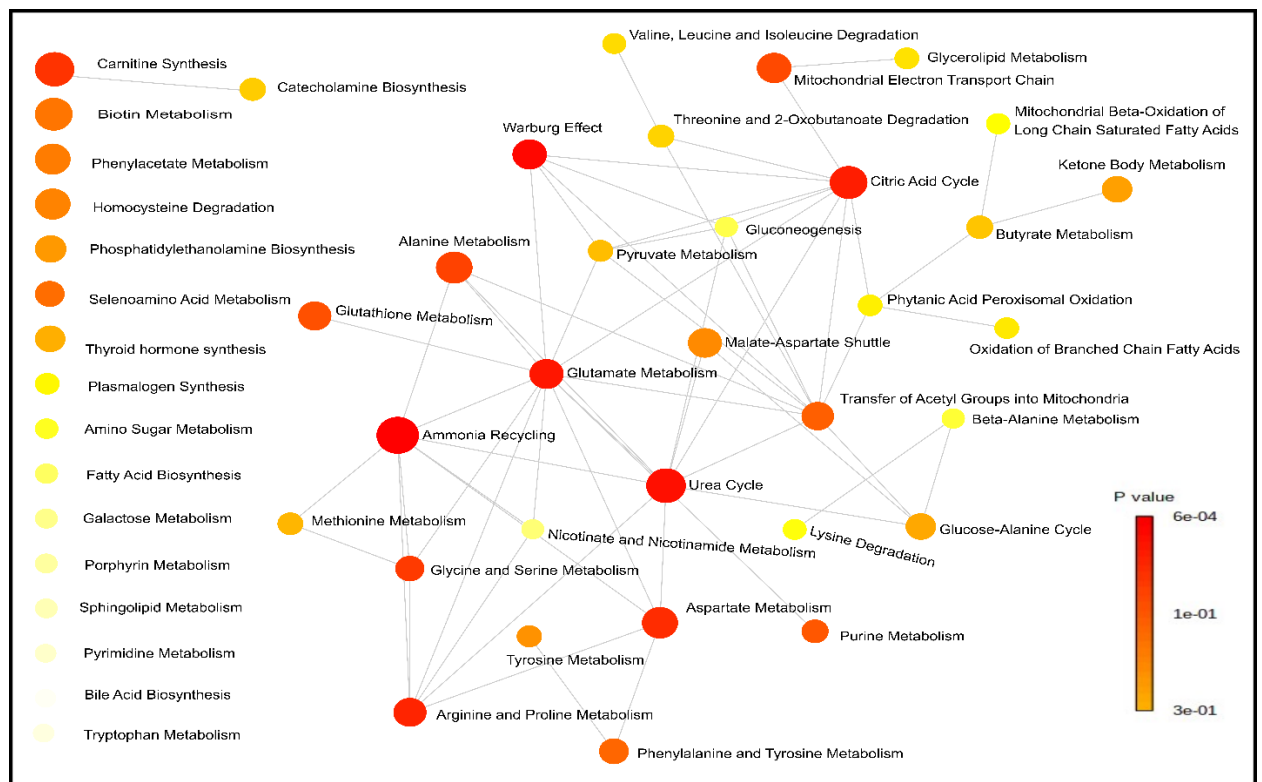 Carnitine Synthesis
Catecholamine Biosynthesis
Biotin Metabolism
Phenylacetate Metabolism
Homocysteine Degradation
Phosphatidylethanolamine Biosynthesis
Selenoamino Acid Metabolism
Thyroid hormone synthesis
Plasmalogen Synthesis
Amino Sugar Metabolism
Fatty Acid Biosynthesis
Galactose Metabolism
Porphyrin Metabolism
Sphingolipid Metabolism
Pyrimidine Metabolism
Bile Acid Biosynthesis
Tryptophan Metabolism
Valine, Leucine and Isoleucine Degradation
Glycerolipid Metabolism
Mitochondrial Electron Transport Chain
Mitochondrial Beta-Oxidation of
Long Chain Saturated Fatty Acids
Threonine and 2-Oxobutanoate Degradation
Warburg Effect
Ketone Body Metabolism
Citric Acid Cycle
Gluconeogenesis
Butyrate Metabolism
Alanine Metabolism
Pyruvate Metabolism
Phytanic Acid Peroxisomal Oxidation
Glutathione Metabolism
Malate-Aspartate Shuttle
Oxidation of Branched Chain Fatty Acids
Glutamate Metabolism
Transfer of Acetyl Groups into Mitochondria
Beta-Alanine Metabolism
Ammonia Recycling
Urea Cycle
Methionine Metabolism
Nicotinate and Nicotinamide Metabolism
Lysine Degradation
Glucose-Alanine Cycle
Glycine and Serine Metabolism
Aspartate Metabolism
Purine Metabolism
Tyrosine Metabolism
Arginine and Proline Metabolism
Phenylalanine and Tyrosine Metabolism
P value
6e-04
1e-01
3e-01